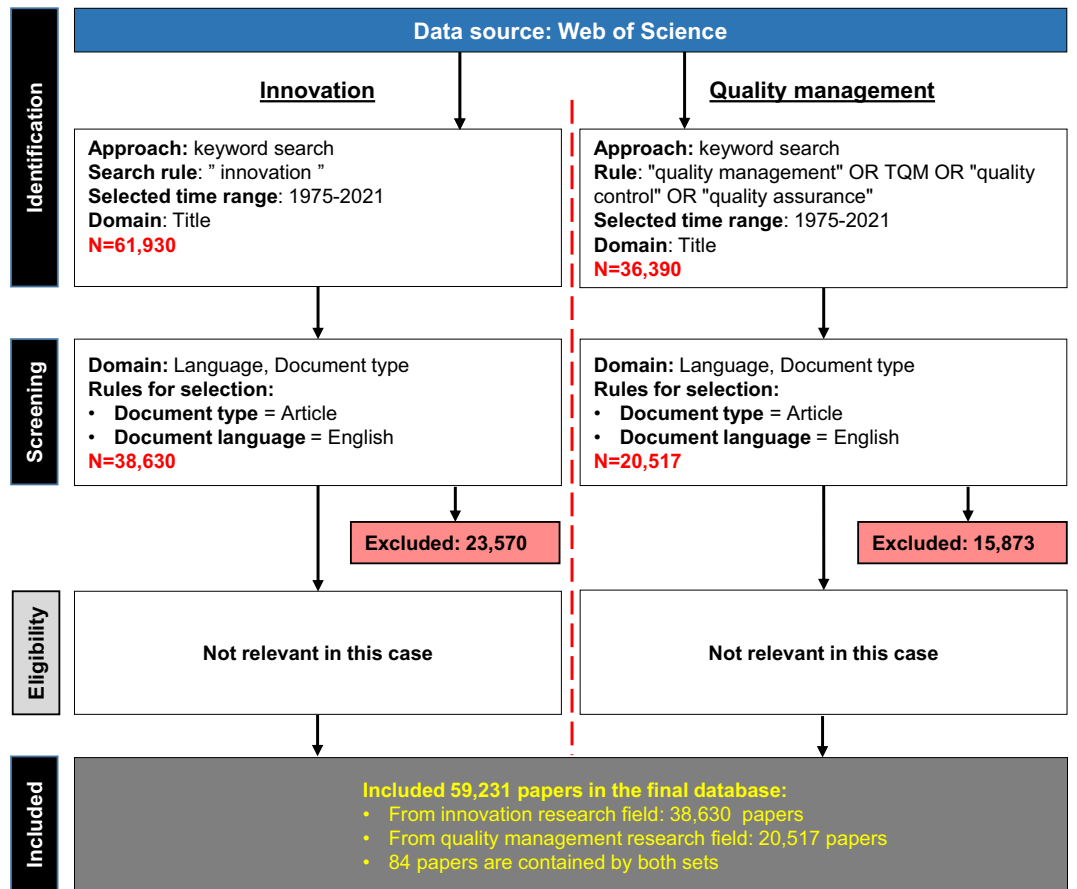 Data source: Web of Science
Identification
Innovation
Approach: keyword search
Search rule: ” innovation ”
Selected time range: 1975-2021
Domain: Title
N=61,930
Quality management
Approach: keyword search
Rule: "quality management" OR TQM OR "quality
control" OR "quality assurance"
Selected time range: 1975-2021
Domain: Title
N=36,390
Screening
Domain: Language, Document type
Rules for selection:
• Document type = Article
• Document language = English
N=38,630
Excluded: 23,570
Domain: Language, Document type
Rules for selection:
• Document type = Article
• Document language = English
N=20,517
Excluded: 15,873
Eligibility
Not relevant in this case
Not relevant in this case
Included
Included 59,231 papers in the final database:
• From innovation research field: 38,630 papers
• From quality management research field: 20,517 papers
• 84 papers are contained by both sets